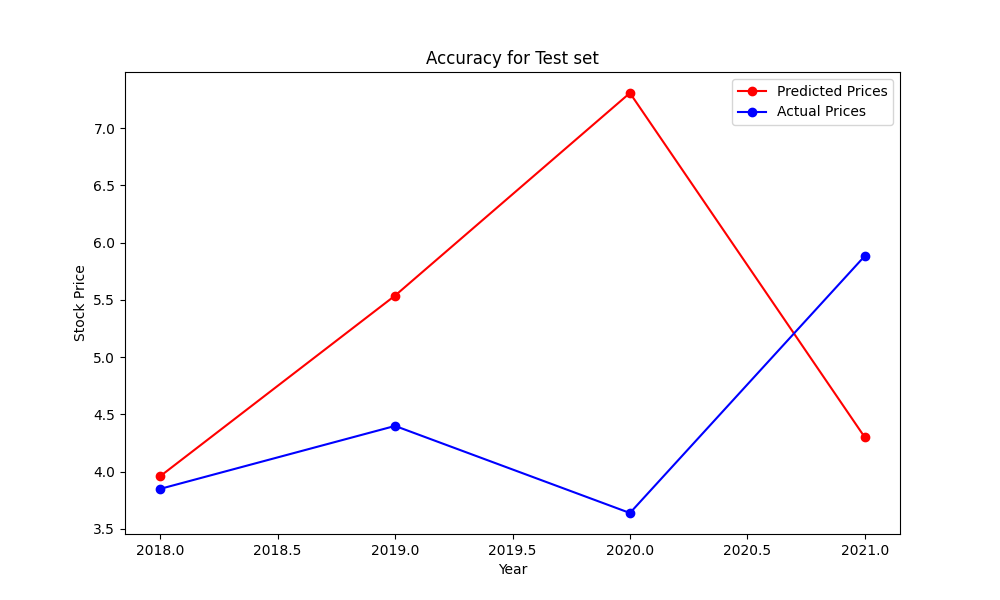 Accuracy for Test set
Predicted Prices
Actual Prices
7.0
6.5
6.0
5.5
5.0
4.5
4.0
3.5
Stock Price
2018.0 2018.5 2019.0 2019.5 2020.0 2020.5 2021.0
Year